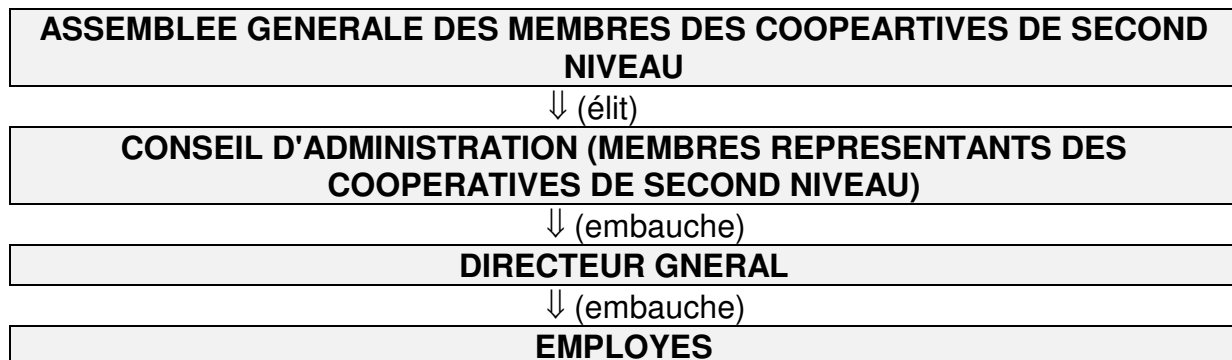 ASSEMBLEE GENERALE DES MEMBRES DES COOPEARTIVES DE SECOND
NIVEAU
⇓ (élit)
CONSEIL D'ADMINISTRATION (MEMBRES REPRESENTANTS DES
COOPERATIVES DE SECOND NIVEAU)
⇓ (embauche)
DIRECTEUR GNERAL
⇓ (embauche)
EMPLOYES